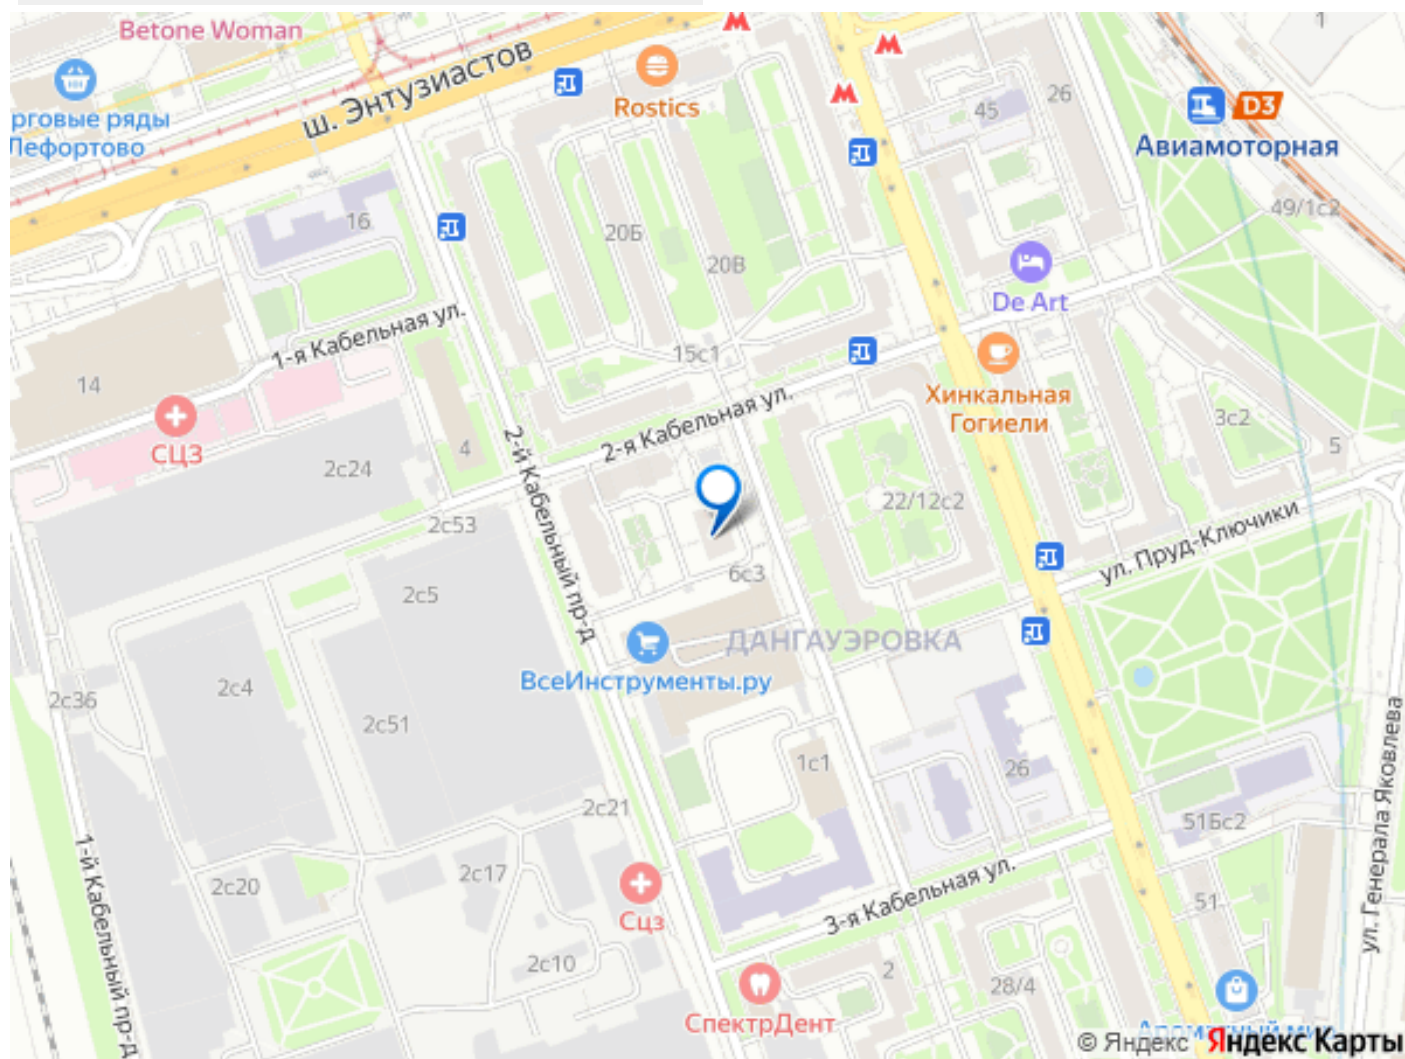 Betone Woman
ш. Энтузиастов
Rostics
рговые ряды
Лефортово
45
26
1
D3
Авиамоторная
49/1с2
16
20Б
20В
De Art
1-я Кабельная ул.
15с1
14
Хинкальная
Гогиели
3с2
5
СЦЗ
2с24
4
2-й Кабельный пр-д
2-я Кабельная ул.
22/12с2
2с53
ул. Пруд-Ключики
2с5
6с3
ДАНГАУЭРОВКА
ВсеИнструменты.ру
2с36
2с4
2с51
1с1
26
ул. Генерала Яковлева
2с21
51Бс2
1-й Кабельный пр-д
2с20
2с17
Сцз
3-я Кабельная ул.
51
2с10
2
28/4
СпектрДент
© Яндекс Яндекс Карты